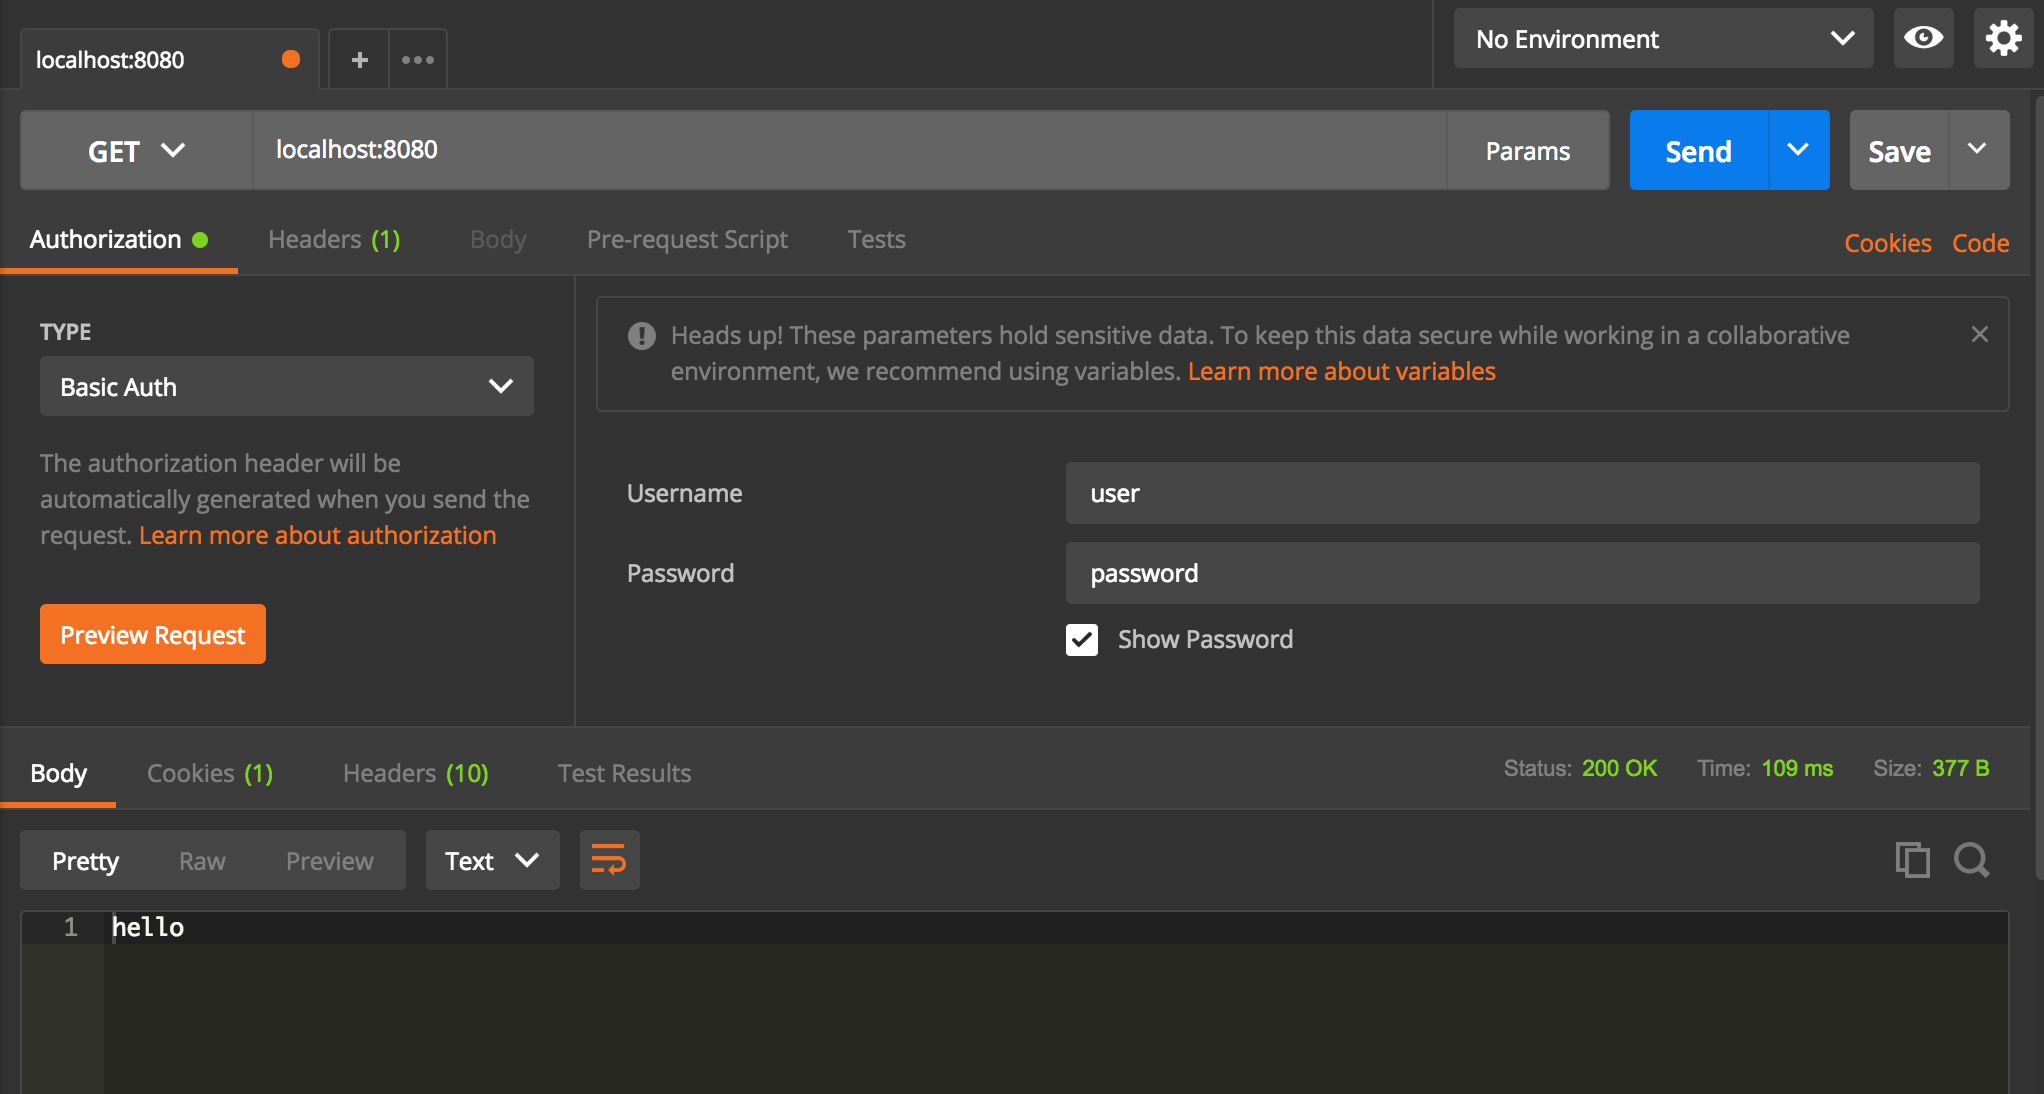 localhost:8080
No Environment
GET
localhost:8080
Params
Send
Save
Authorization
Headers (1)
Body
Pre-request Script
Tests
Cookies
Code
TYPE
Basic Auth
The authorization header will be
automatically generated when you send the
request. Learn more about authorization
Preview Request
Heads up! These parameters hold sensitive data. To keep this data secure while working in a collaborative
environment, we recommend using variables. Learn more about variables
Username
user
Password
password
Show Password
Body
Cookies (1)
Headers (10)
Test Results
Status: 200 OK
Time: 109 ms
Size: 377 B
Pretty
Raw
Preview
Text
1 hello